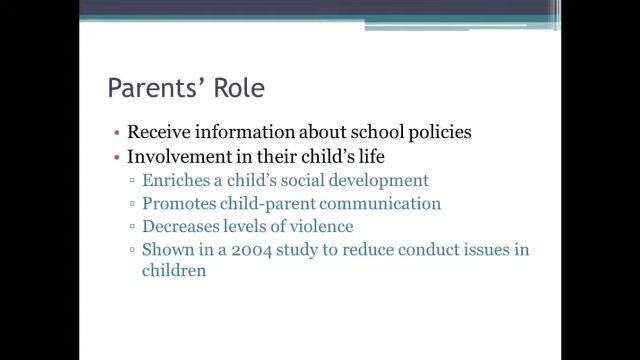 Parents’ Role
• Receive information about school policies
• Involvement in their child’s life
▫ Enriches a child’s social development
▫ Promotes child-parent communication
▫ Decreases levels of violence
▫ Shown in a 2004 study to reduce conduct issues in
children